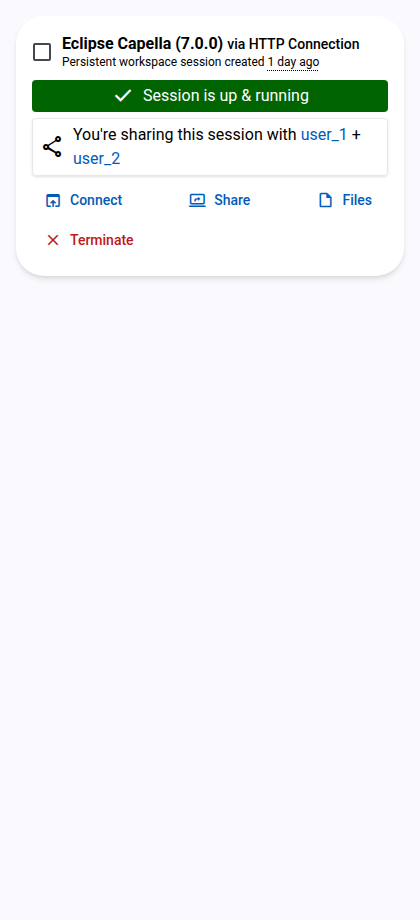 Eclipse Capella (7.0.0) via HTTP Connection
Persistent workspace session created 1 day ago
Session is up & running
You're sharing this session with user_1 +
user_2
Connect Share Files
Terminate